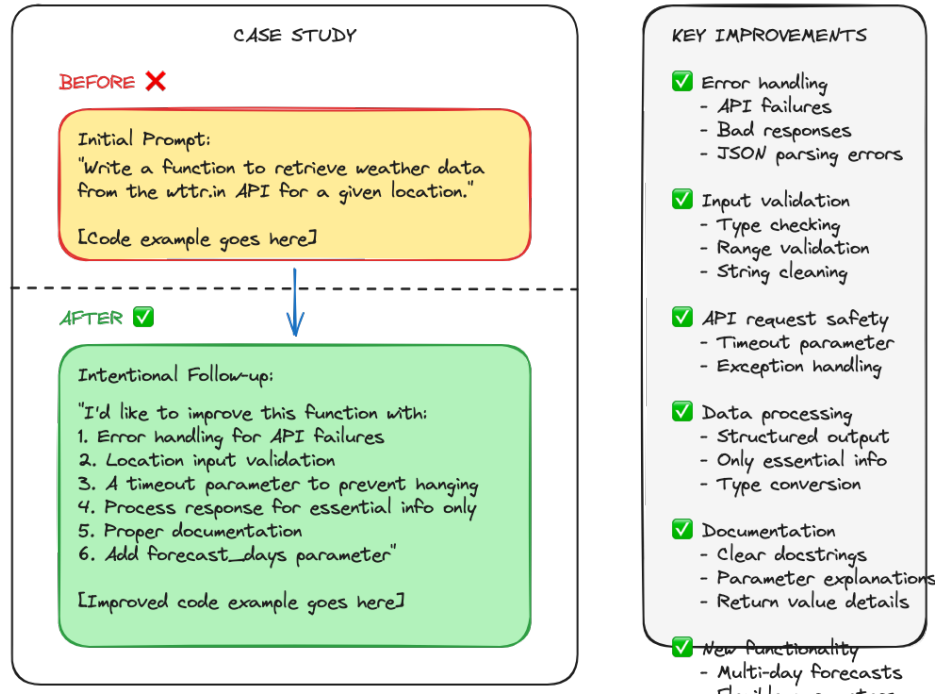 CASE STUDY
BEFORE ❌
Initial Prompt:
"Write a function to retrieve weather data
from the wttr.in API for a given location."
[Code example goes here]
AFTER ✅
Intentional Follow-up:
"I'd like to improve this function with:
1. Error handling for API failures
2. Location input validation
3. A timeout parameter to prevent hanging
4. Process response for essential info only
5. Proper documentation
6. Add forecast_days parameter"
[Improved code example goes here]
KEY IMPROVEMENTS
✅ Error handling
- API failures
- Bad responses
- JSON parsing errors
✅ Input validation
- Type checking
- Range validation
- String cleaning
✅ API request safety
- Timeout parameter
- Exception handling
✅ Data processing
- Structured output
- Only essential info
- Type conversion
✅ Documentation
- Clear docstrings
- Parameter explanations
- Return value details
✅ New functionality
- Multi-day forecasts